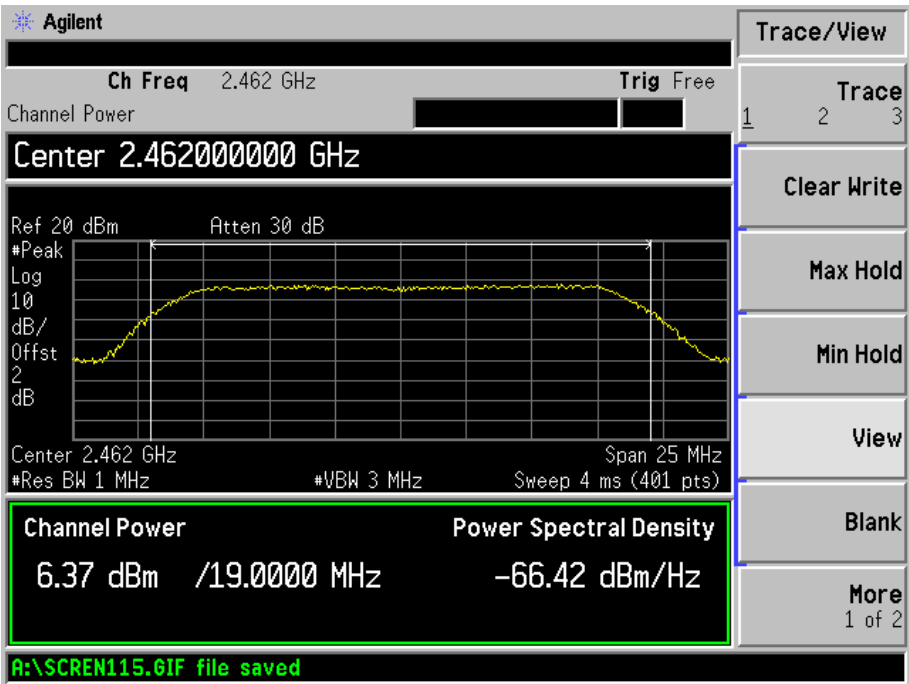 Agilent
Trace/View
Ch Freq 2.462 GHz Trig Free
Channel Power
Trace
1 2 3
Center 2.462000000 GHz
Clear Write
Ref 20 dBm Atten 30 dB
#Peak
Log
10
dB/
Offst
2
dB
Max Hold
Min Hold
View
Center 2.462 GHz Span 25 MHz
#Res BW 1 MHz #VBW 3 MHz Sweep 4 ms (401 pts)
Channel Power Power Spectral Density
6.37 dBm /19.0000 MHz -66.42 dBm/Hz
Blank
More
1 of 2
A:\SCREN115.GIF file saved